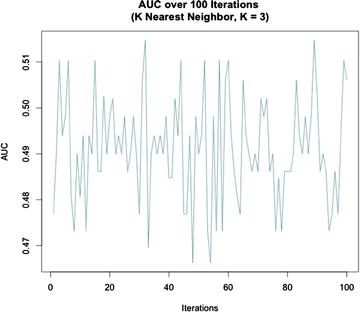 AUC over 100 Iterations
(K Nearest Neighbor, K = 3)
0.51
0.50
0.49
0.48
0.47
AUC
0 20 40 60 80 100
Iterations